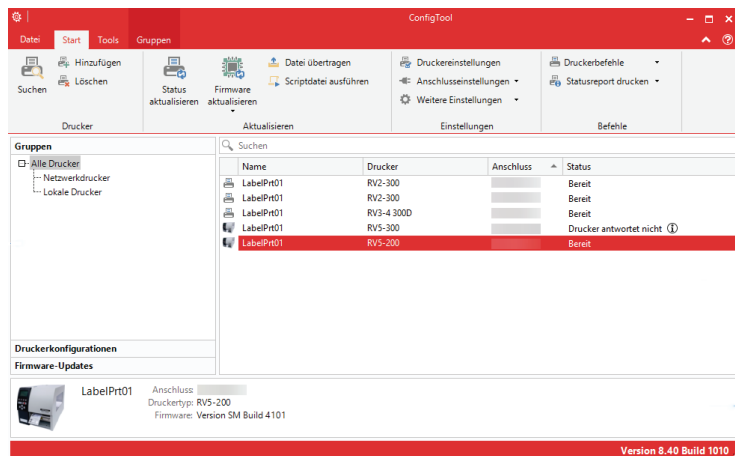 ConfigTool
Datei Start Tools Gruppen
Suchen
Hinzufügen
Löschen
Drucker
Status aktualisieren
Firmware aktualisieren
Datei übertragen
Scriptdatei ausführen
Aktualisieren
Druckereinstellungen
Anschlusseinstellungen
Weitere Einstellungen
Einstellungen
Druckerbefehle
Statusreport drucken
Befehle
Gruppen
Alle Drucker
Netzwerkdrucker
Lokale Drucker
Druckerkonfigurationen
Firmware-Updates
Suchen
Name Drucker Anschluss Status
LabelPrt01 RV2-300 Bereit
LabelPrt01 RV2-300 Bereit
LabelPrt01 RV3-4 300D Bereit
LabelPrt01 RV5-300 Drucker antwortet nicht
LabelPrt01 RV5-200 Bereit
LabelPrt01
Anschluss:
Druckertyp: RV5-200
Firmware: Version SM Build 4101
Version 8.40 Build 1010